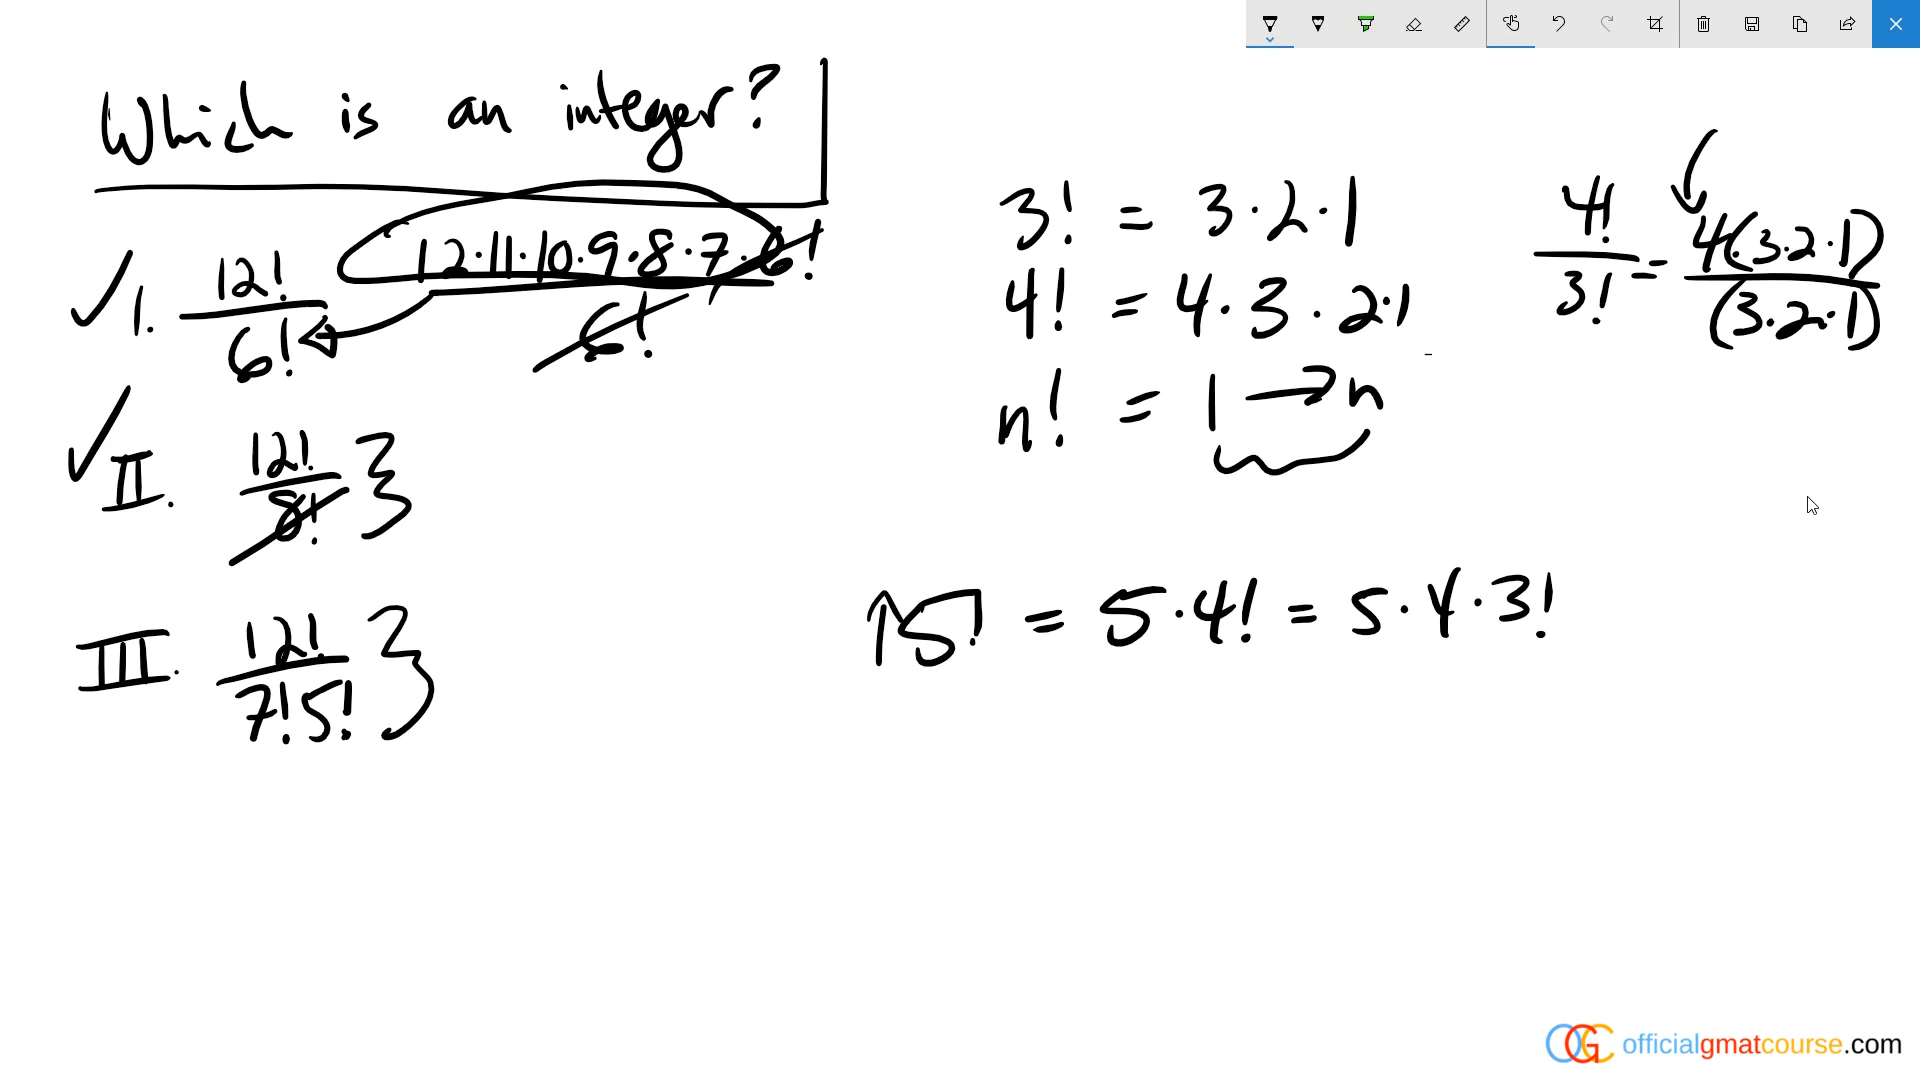 Which is an integer?
I. 12!/6! 12·11·10·9·8·7·6!/6!
II. 12!/8!
III. 12!/7!5!
3! = 3·2·1
4! = 4·3·2·1
n! = 1 → n
4!/3! = 4(3·2·1)/(3·2·1)
↑5! = 5·4! = 5·4·3!
officialgmatcourse.com